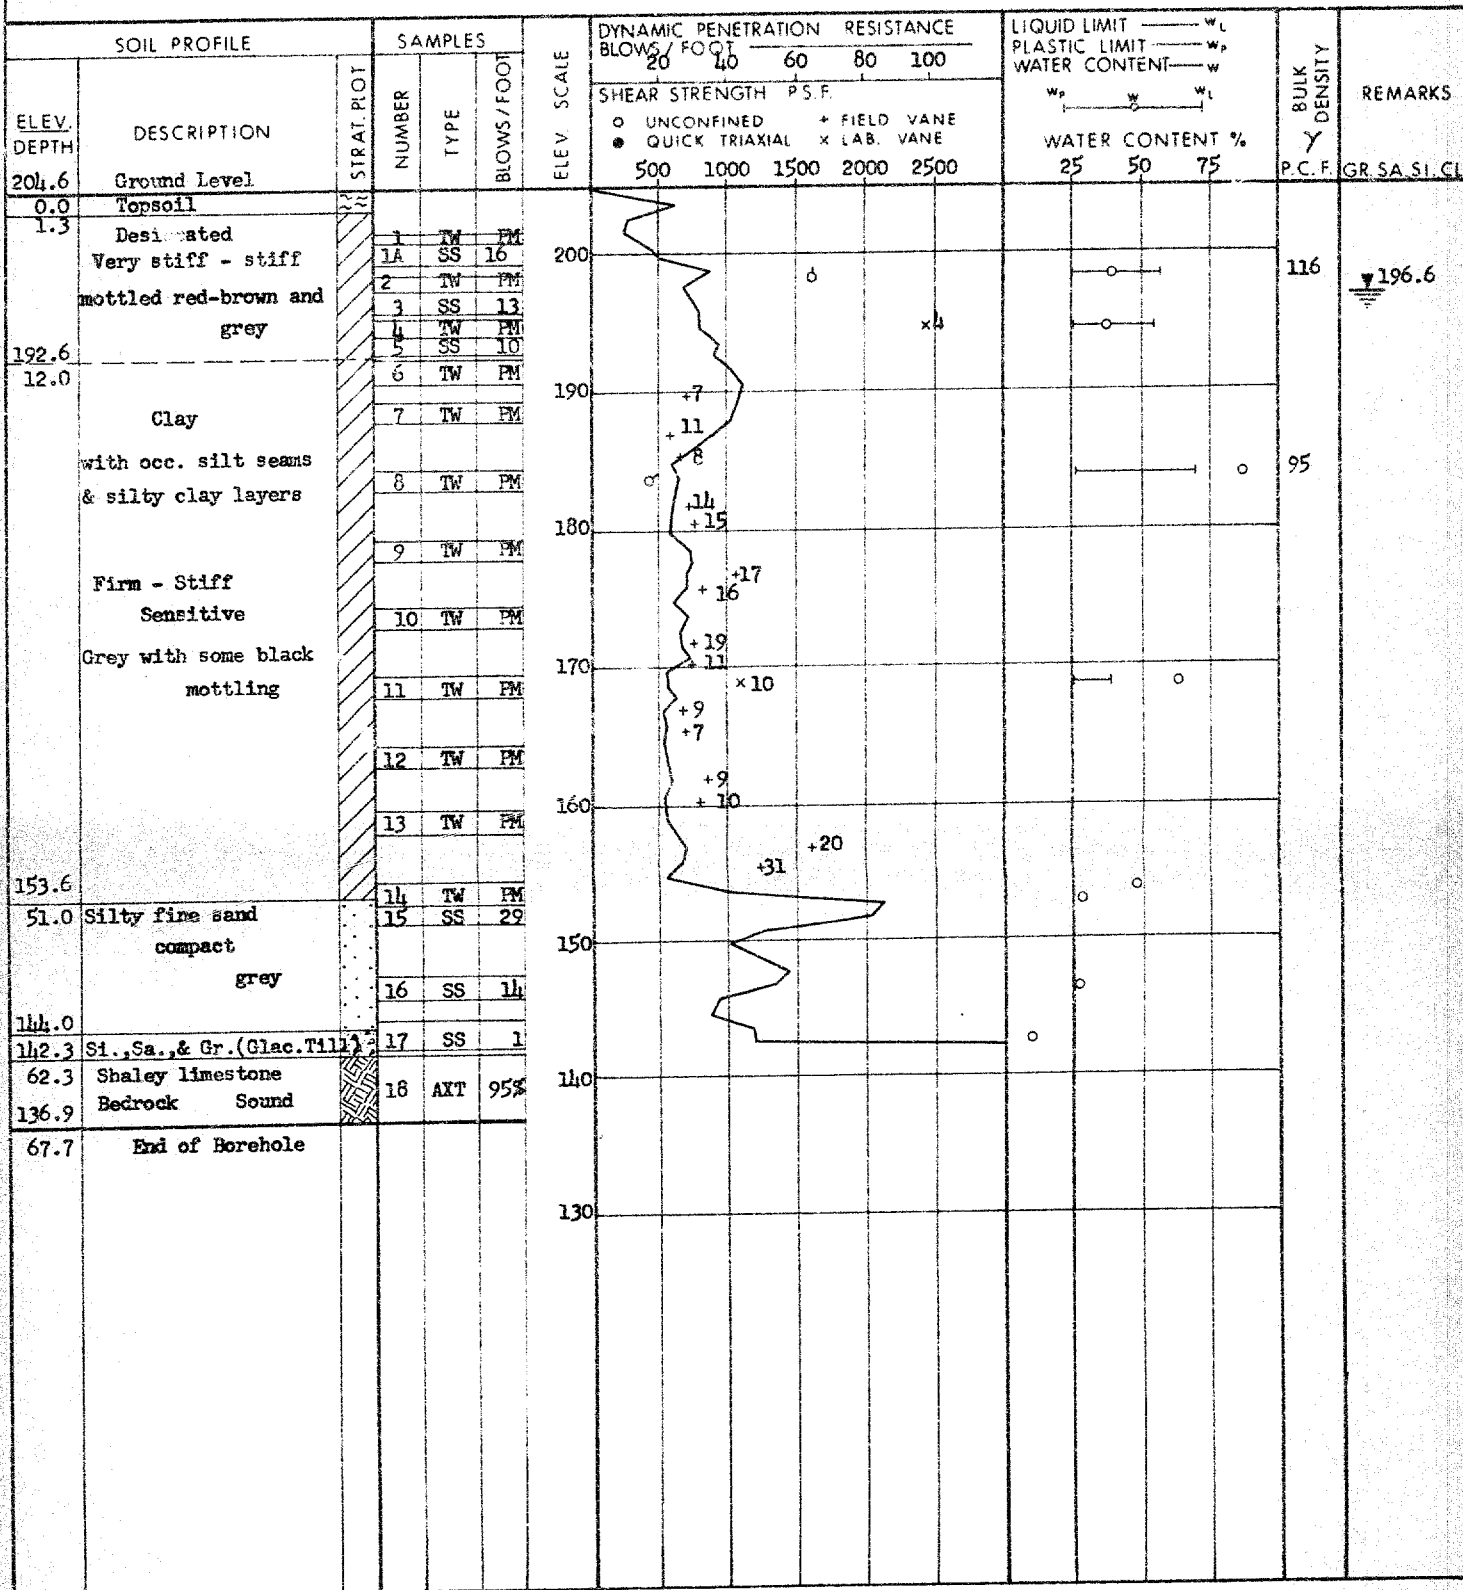 SOIL PROFILE
SAMPLES
ELEV. SCALE
DYNAMIC PENETRATION RESISTANCE
BLOWS/FOOT
20 40 60 80 100
SHEAR STRENGTH P.S.F.
o UNCONFINED + FIELD VANE
● QUICK TRIAXIAL × LAB. VANE
500 1000 1500 2000 2500
LIQUID LIMIT —— wL
PLASTIC LIMIT —— wP
WATER CONTENT —— w
wP w wL
WATER CONTENT %
25 50 75
BULK DENSITY
γ
P.C.F.
REMARKS
GR. SA. SI. CL
ELEV.
DEPTH
DESCRIPTION
STRAT. PLOT
NUMBER
TYPE
BLOWS/FOOT
204.6 Ground Level
0.0 Topsoil
1.3
Very stiff - stiff
mottled red-brown and
grey
192.6
12.0
Clay
with occ. silt seams
& silty clay layers
Firm - Stiff
Sensitive
Grey with some black
mottling
153.6
51.0 Silty fine sand
compact
grey
144.0
142.3 Si.,Sa.,& Gr.(Glac.Till)
62.3 Shaley limestone
Bedrock Sound
136.9
67.7 End of Borehole
1 TW PM
1A SS 16
2 TW PM
3 SS 13
4 TW PM
5 SS 10
6 TW PM
7 TW PM
8 TW PM
9 TW PM
10 TW PM
11 TW PM
12 TW PM
13 TW PM
14 TW PM
15 SS 29
16 SS 14
17 SS 1
18 AXT 95%
200
190
180
170
160
150
140
130
×4
+7
+11
+8
+14
+15
+17
+16
+19
+11
×10
+9
+7
+9
+10
+20
+31
116
95
196.6